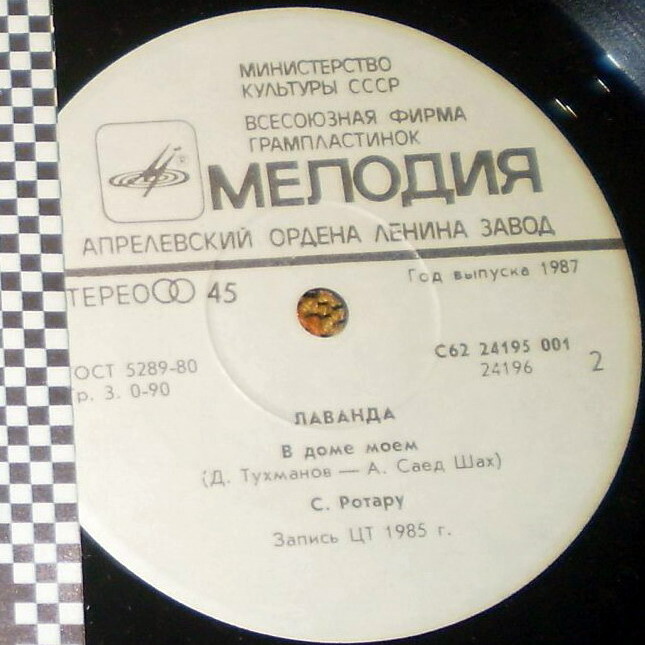 МИНИСТЕРСТВО
КУЛЬТУРЫ СССР
ВСЕСОЮЗНАЯ ФИРМА
ГРАМПЛАСТИНОК
МЕЛОДИЯ
АПРЕЛЕВСКИЙ ОРДЕНА ЛЕНИНА ЗАВОД
ТЕРЕО 45
Год выпуска 1987
ОСТ 5289-80
р. 3. 0-90
С62 24195 001
24196 2
ЛАВАНДА
В доме моем
(Д. Тухманов — А. Саед Шах)
С. Ротару
Запись ЦТ 1985 г.